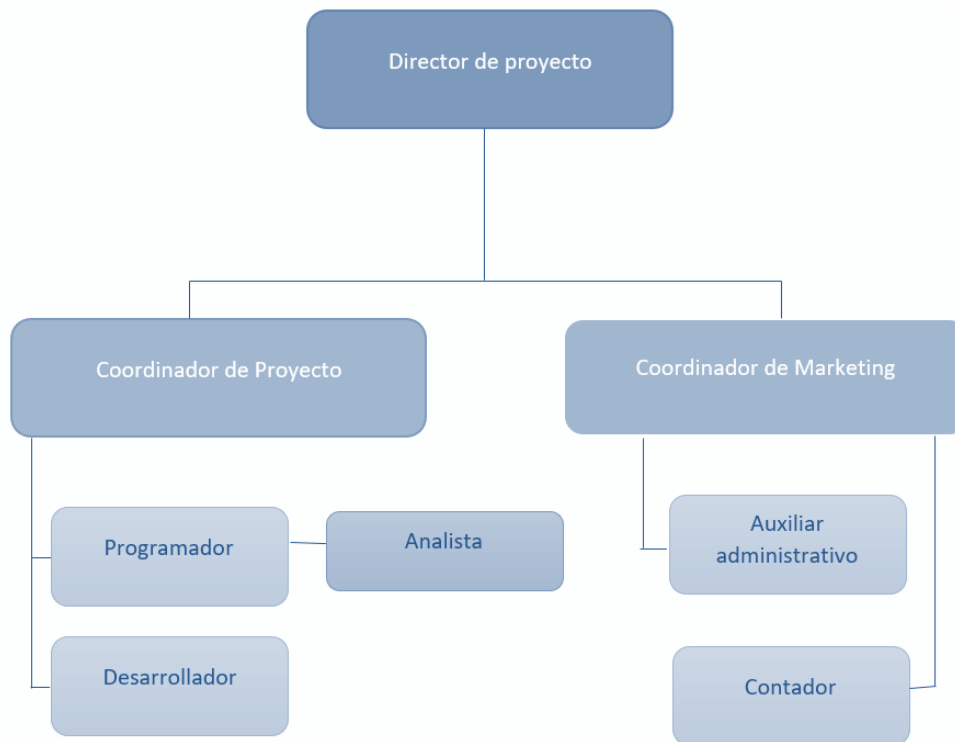 Director de proyecto
Coordinador de Proyecto
Coordinador de Marketing
Programador
Analista
Auxiliar
administrativo
Desarrollador
Contador